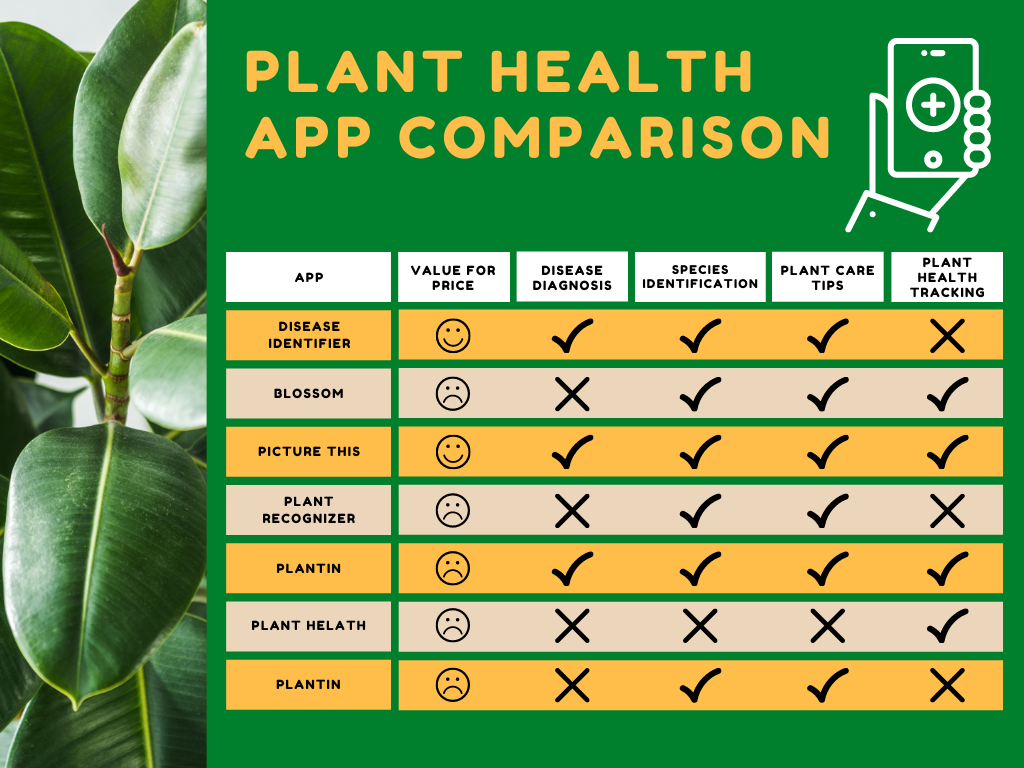 PLANT HEALTH
APP COMPARISON
APP
VALUE FOR
PRICE
DISEASE
DIAGNOSIS
SPECIES
IDENTIFICATION
PLANT CARE
TIPS
PLANT
HEALTH
TRACKING
DISEASE
IDENTIFIER
BLOSSOM
PICTURE THIS
PLANT
RECOGNIZER
PLANTIN
PLANT HELATH
PLANTIN